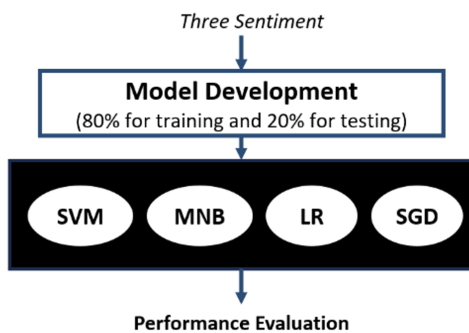 Three Sentiment
Model Development
(80% for training and 20% for testing)
SVM MNB LR SGD
Performance Evaluation